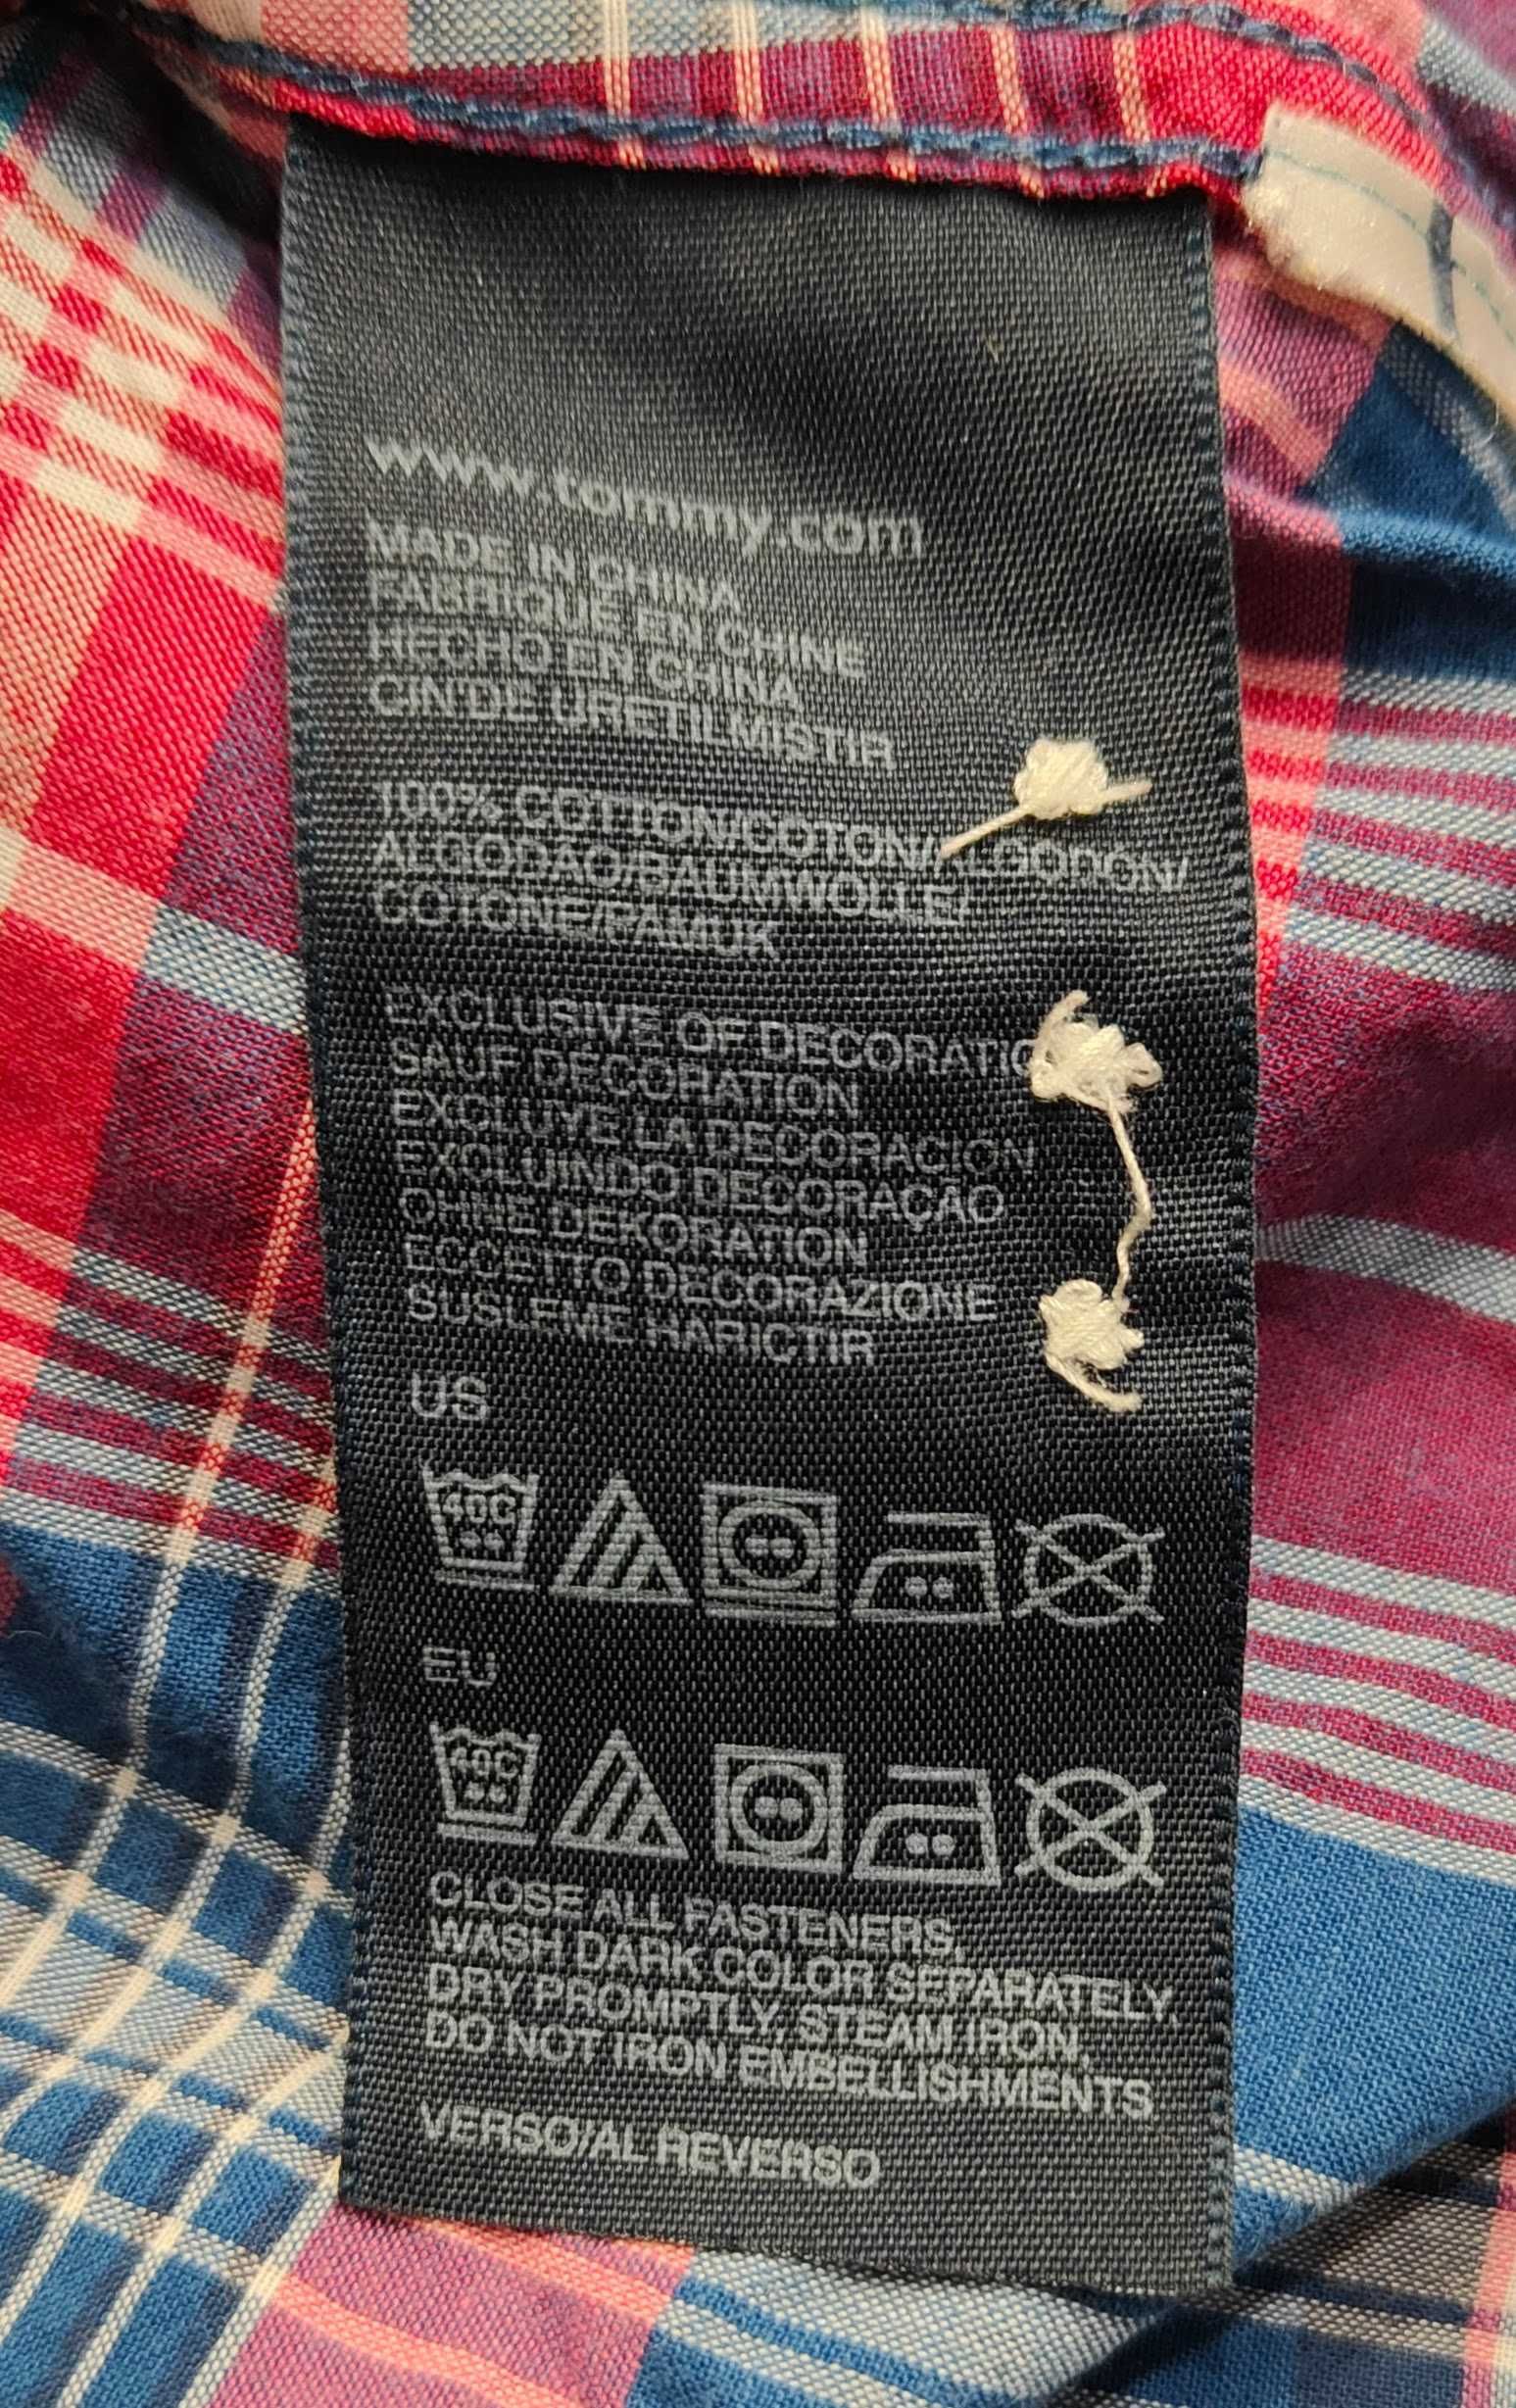 www.tommy.com
MADE IN CHINA
FABRIQUE EN CHINE
HECHO EN CHINA
CIN'DE URETILMISTIR
100% COTTON/COTON/ALGODON/
ALGODAO/BAUMWOLLE/
COTONE/PAMUK
EXCLUSIVE OF DECORATIO
SAUF DECORATION
EXCLUYE LA DECORACION
EXCLUINDO DECORAÇAO
OHNE DEKORATION
ECCETTO DECORAZIONE
SUSLEME HARICTIR
US
40C
EU
40C
CLOSE ALL FASTENERS,
WASH DARK COLOR SEPARATELY,
DRY PROMPTLY, STEAM IRON,
DO NOT IRON EMBELLISHMENTS
VERSO/AL REVERSO